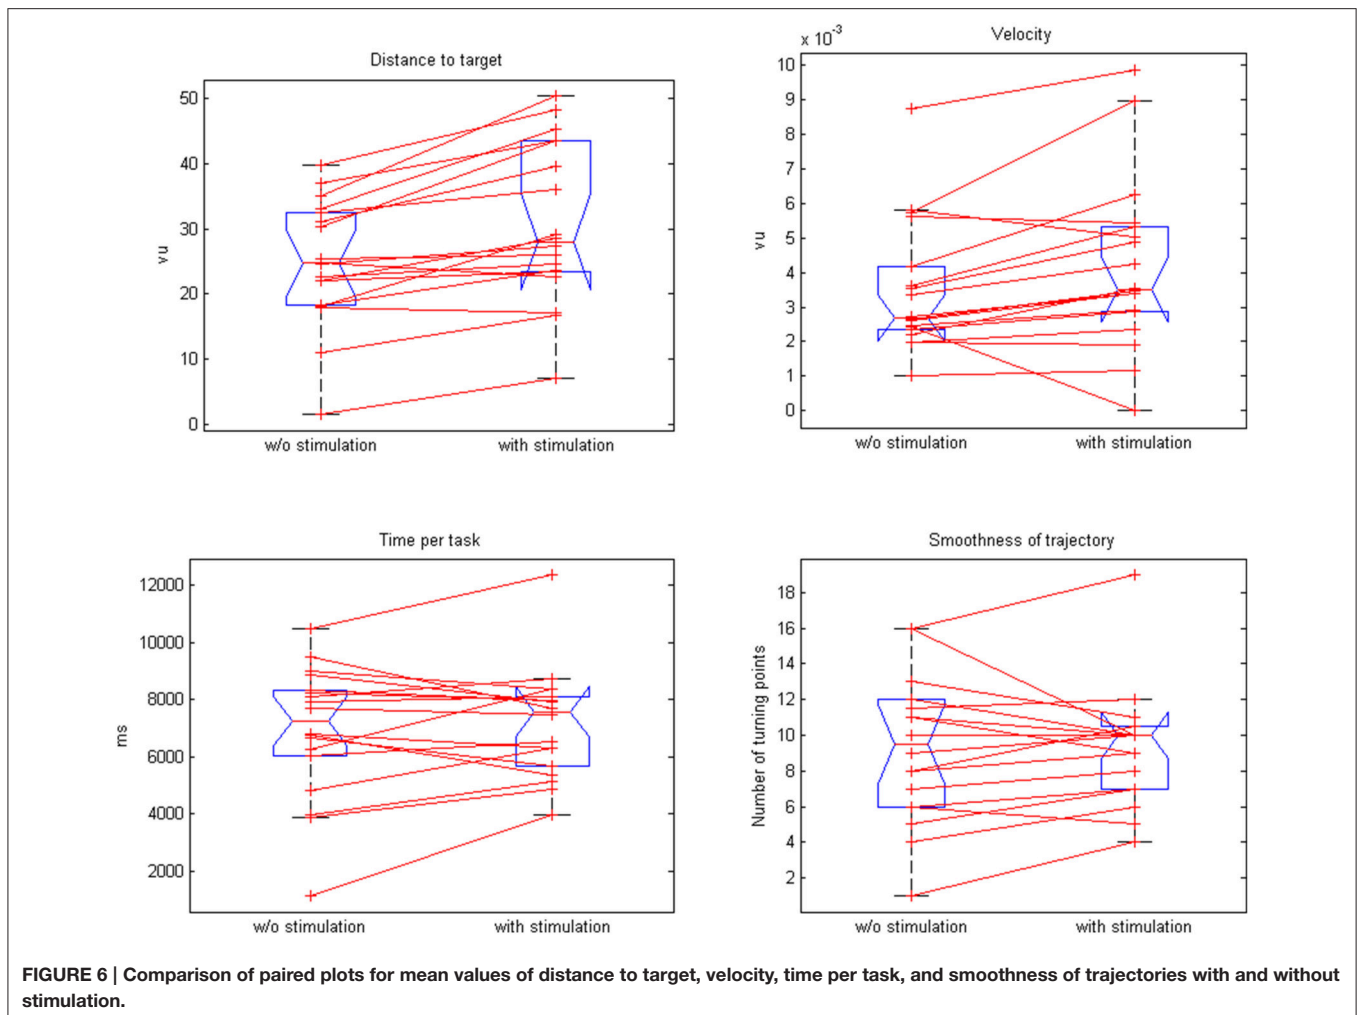 Distance to target
50
40
30
20
10
0
vu
w/o stimulation
with stimulation
Velocity
x 10⁻³
10
9
8
7
6
5
4
3
2
1
0
vu
w/o stimulation
with stimulation
Time per task
12000
10000
8000
6000
4000
2000
ms
w/o stimulation
with stimulation
Smoothness of trajectory
18
16
14
12
10
8
6
4
2
Number of turning points
w/o stimulation
with stimulation
FIGURE 6 | Comparison of paired plots for mean values of distance to target, velocity, time per task, and smoothness of trajectories with and without
stimulation.